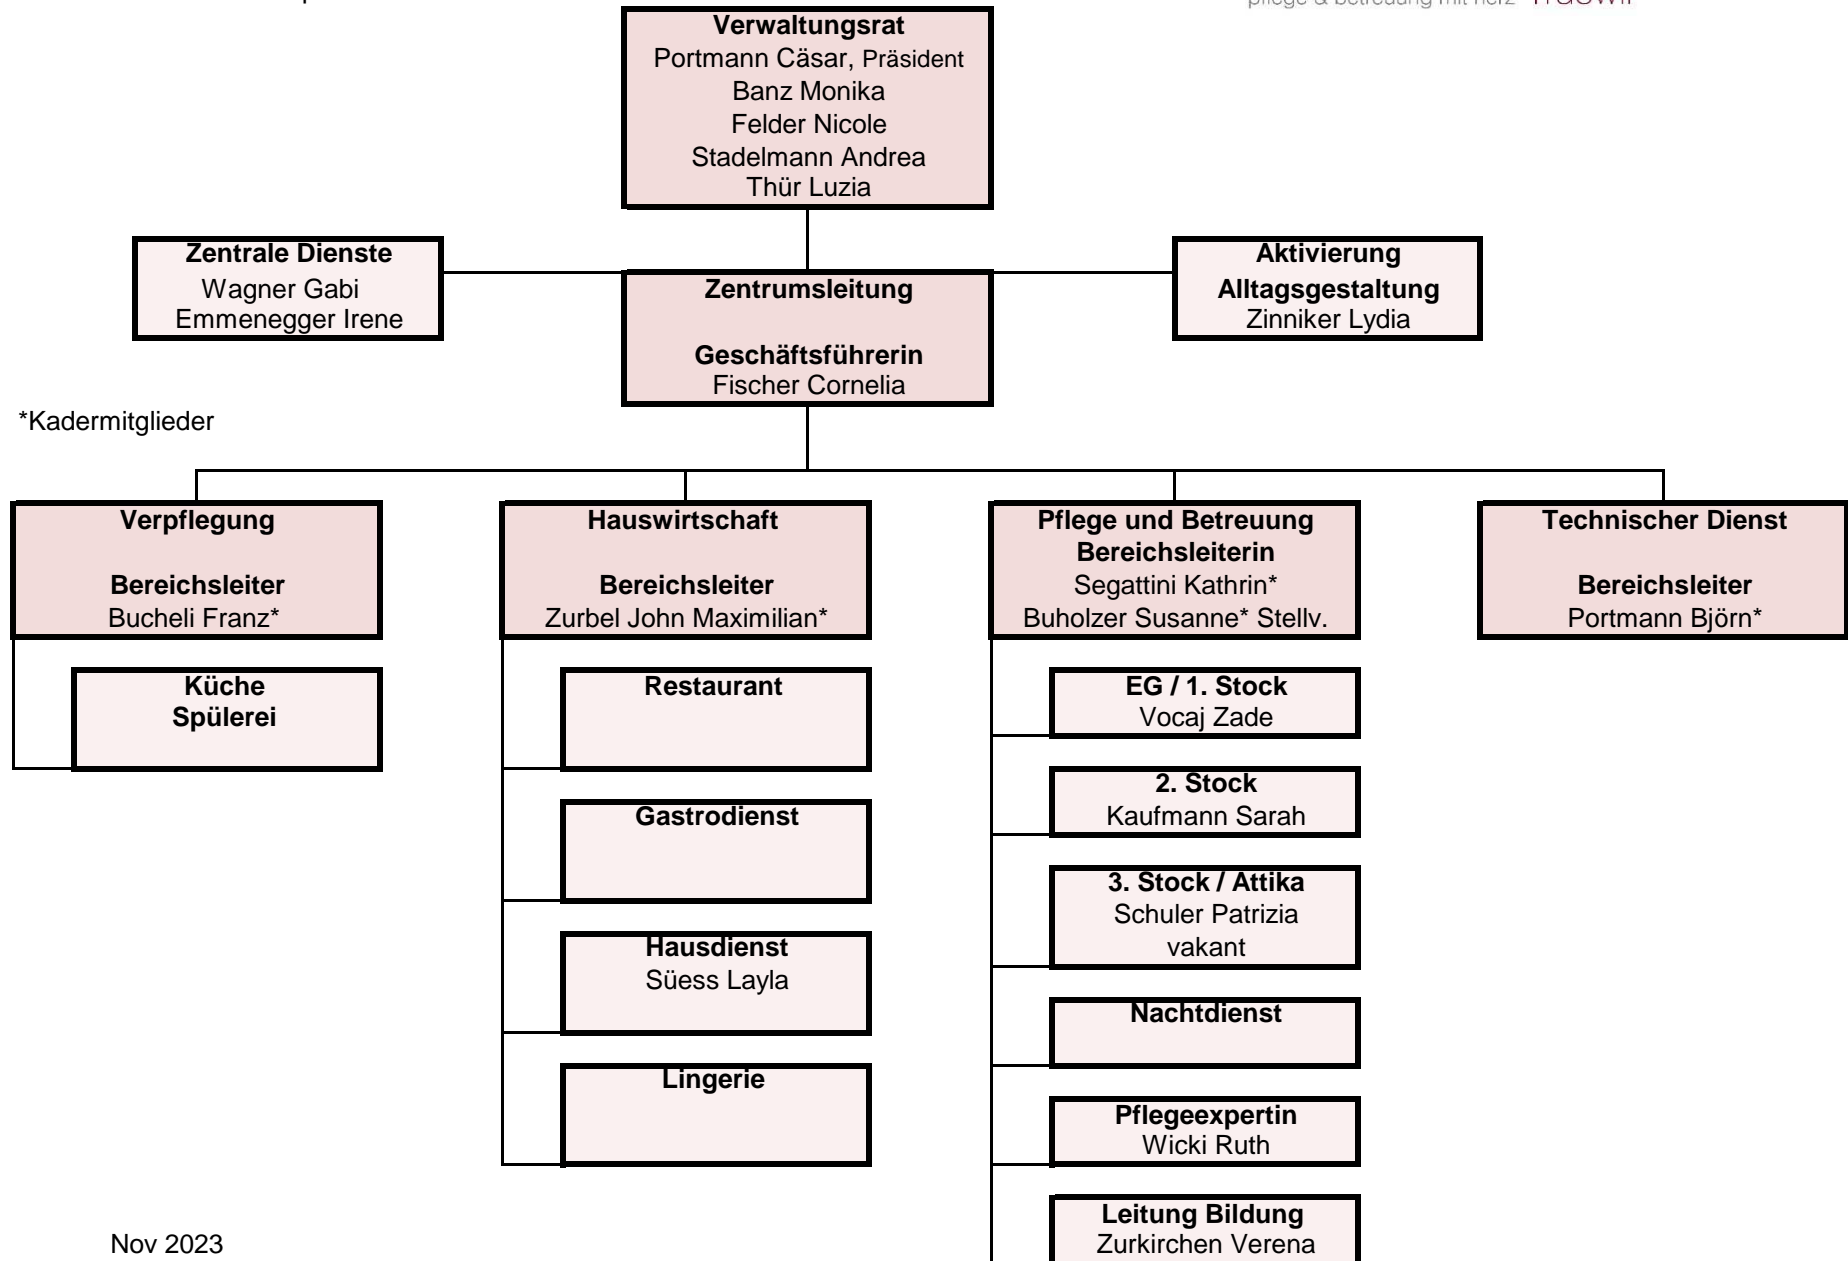 pflege & betreuung mit herz
Verwaltungsrat
Portmann Cäsar, Präsident
Banz Monika
Felder Nicole
Stadelmann Andrea
Thür Luzia
Zentrale Dienste
Wagner Gabi
Emmenegger Irene
Zentrumsleitung
Geschäftsführerin
Fischer Cornelia
Aktivierung
Alltagsgestaltung
Zinniker Lydia
*Kadermitglieder
Verpflegung
Bereichsleiter
Bucheli Franz*
Küche
Spülerei
Hauswirtschaft
Bereichsleiter
Zurbel John Maximilian*
Restaurant
Gastrodienst
Hausdienst
Süess Layla
Lingerie
Pflege und Betreuung
Bereichsleiterin
Segattini Kathrin*
Buholzer Susanne* Stellv.
EG / 1. Stock
Vocaj Zade
2. Stock
Kaufmann Sarah
3. Stock / Attika
Schuler Patrizia
vakant
Nachtdienst
Pflegeexpertin
Wicki Ruth
Leitung Bildung
Zurkirchen Verena
Technischer Dienst
Bereichsleiter
Portmann Björn*
Nov 2023